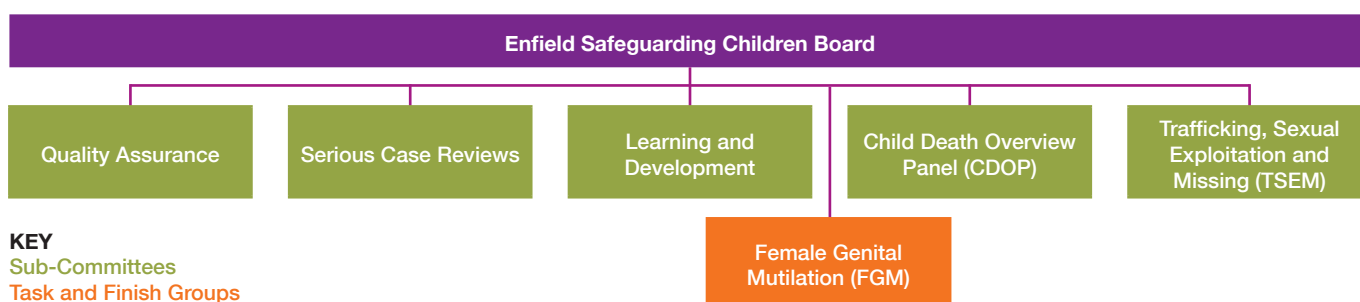 Enfield Safeguarding Children Board
Quality Assurance
Serious Case Reviews
Learning and
Development
Child Death Overview
Panel (CDOP)
Trafficking, Sexual
Exploitation and
Missing (TSEM)
Female Genital
Mutilation (FGM)
KEY
Sub-Committees
Task and Finish Groups